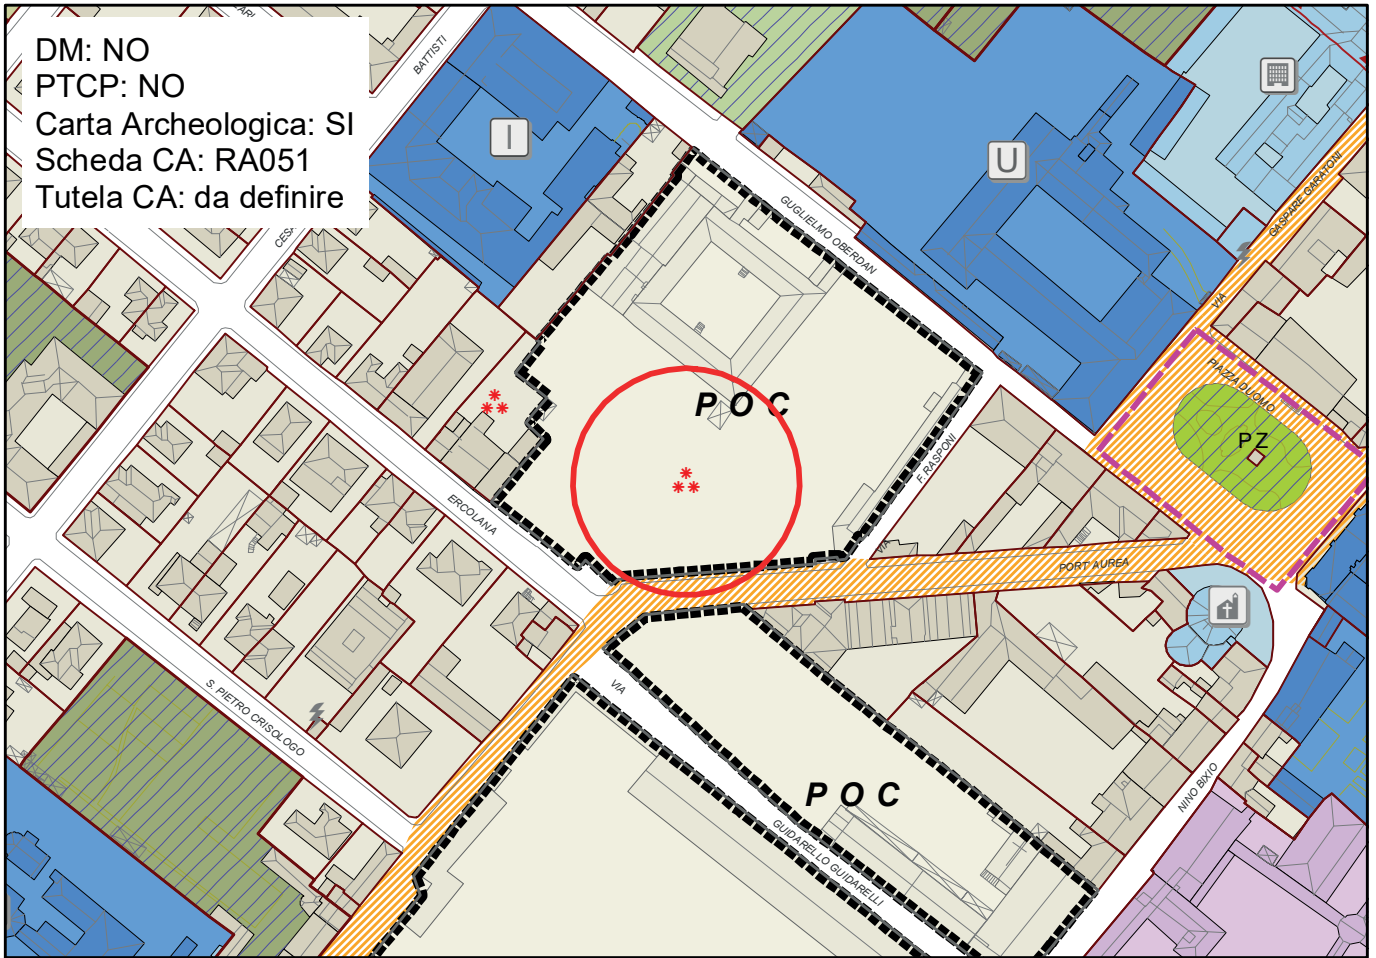 DM: NO
PTCP: NO
Carta Archeologica: SI
Scheda CA: RA051
Tutela CA: da definire
BATTISTI
I
U
GUGLIELMO OBERDAN
GASPARE GARATONI
VIA
CESA
PIAZZA DUOMO
PZ
P O C
F. RASPONI
VIA
ERCOLANA
PORT' AUREA
S. PIETRO CRISOLOGO
VIA
P O C
GUIDARELLO GUIDARELLI
NINO BIXIO